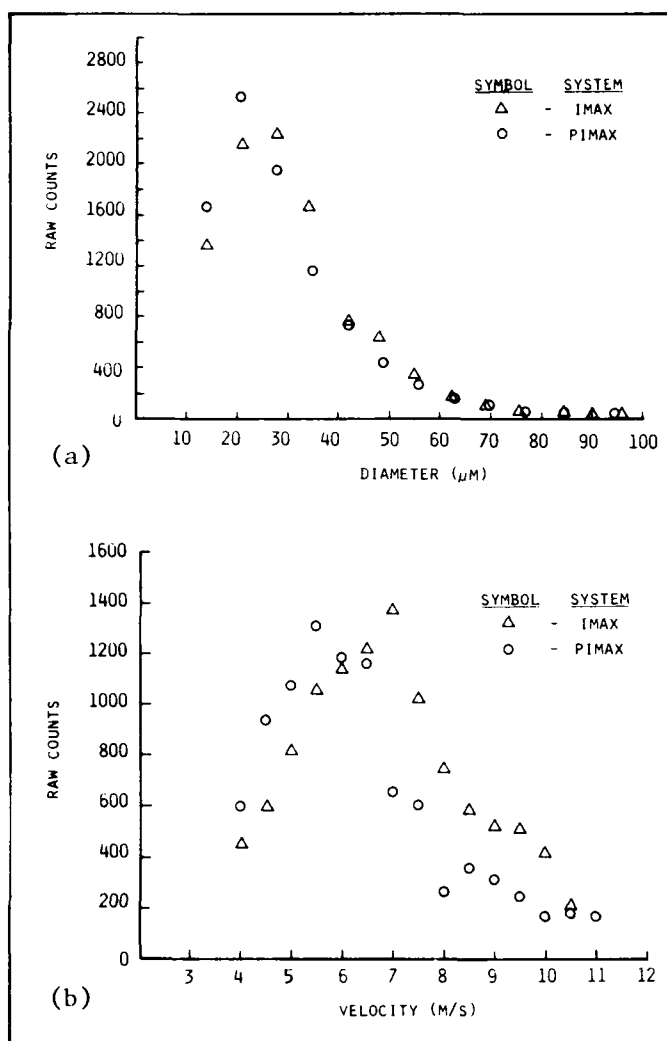 2800
2400
2000
1600
1200
800
400
0
RAW COUNTS
SYMBOL - SYSTEM
△ - IMAX
○ - PIMAX
10 20 30 40 50 60 70 80 90 100
DIAMETER (μM)
(a)
1600
1400
1200
1000
800
600
400
200
0
RAW COUNTS
SYMBOL SYSTEM
△ - IMAX
○ - PIMAX
3 4 5 6 7 8 9 10 11 12
VELOCITY (M/S)
(b)